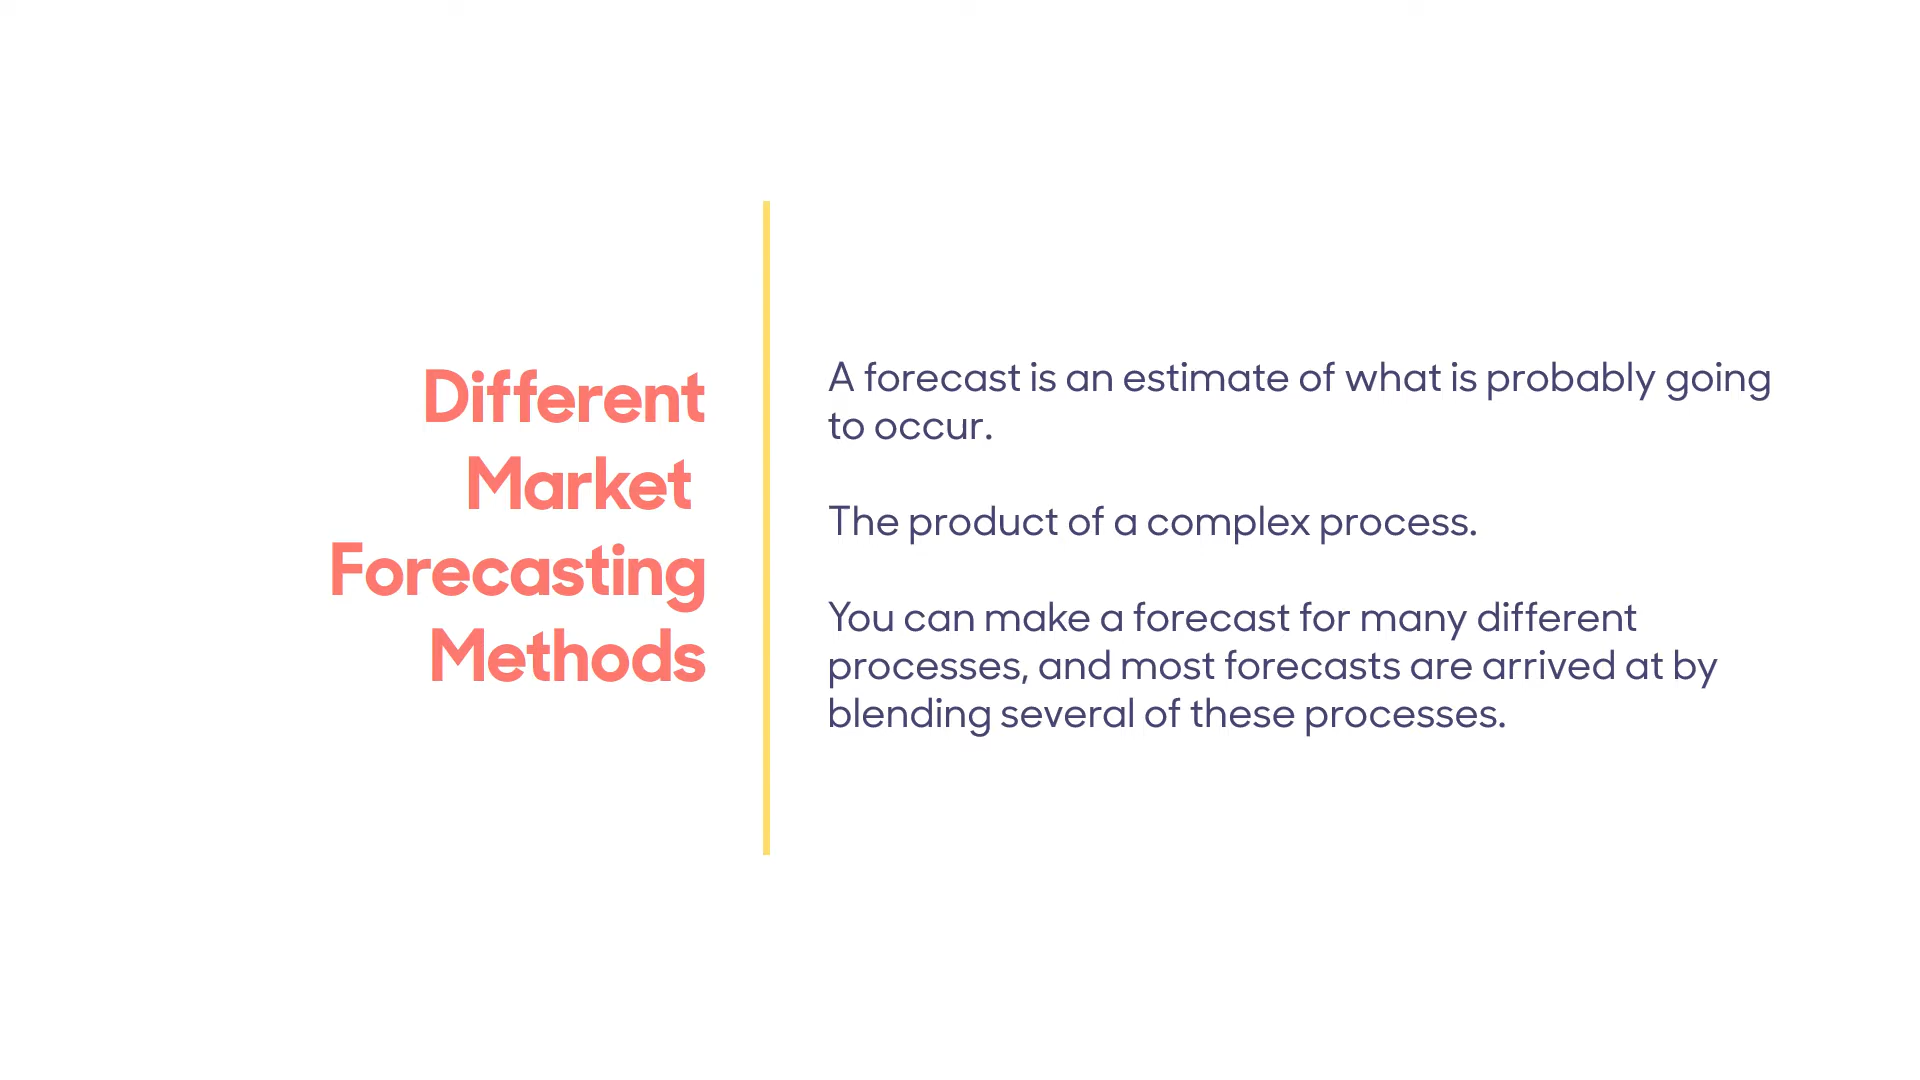 Different
Market
Forecasting
Methods
A forecast is an estimate of what is probably going
to occur.
The product of a complex process.
You can make a forecast for many different
processes, and most forecasts are arrived at by
blending several of these processes.